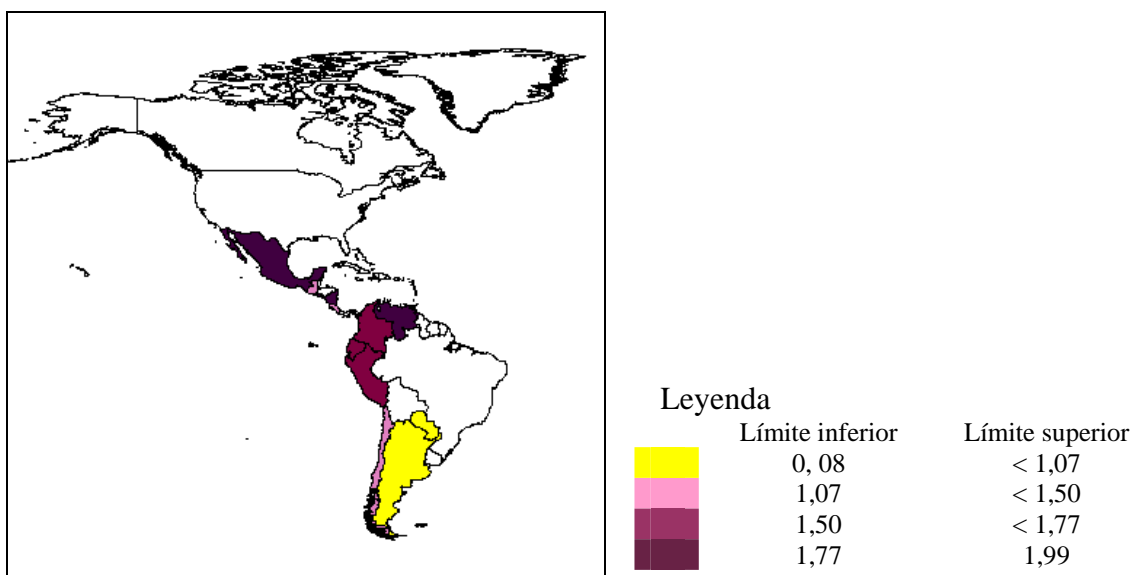 Leyenda
Límite inferior Límite superior
0, 08 < 1,07
1,07 < 1,50
1,50 < 1,77
1,77 1,99